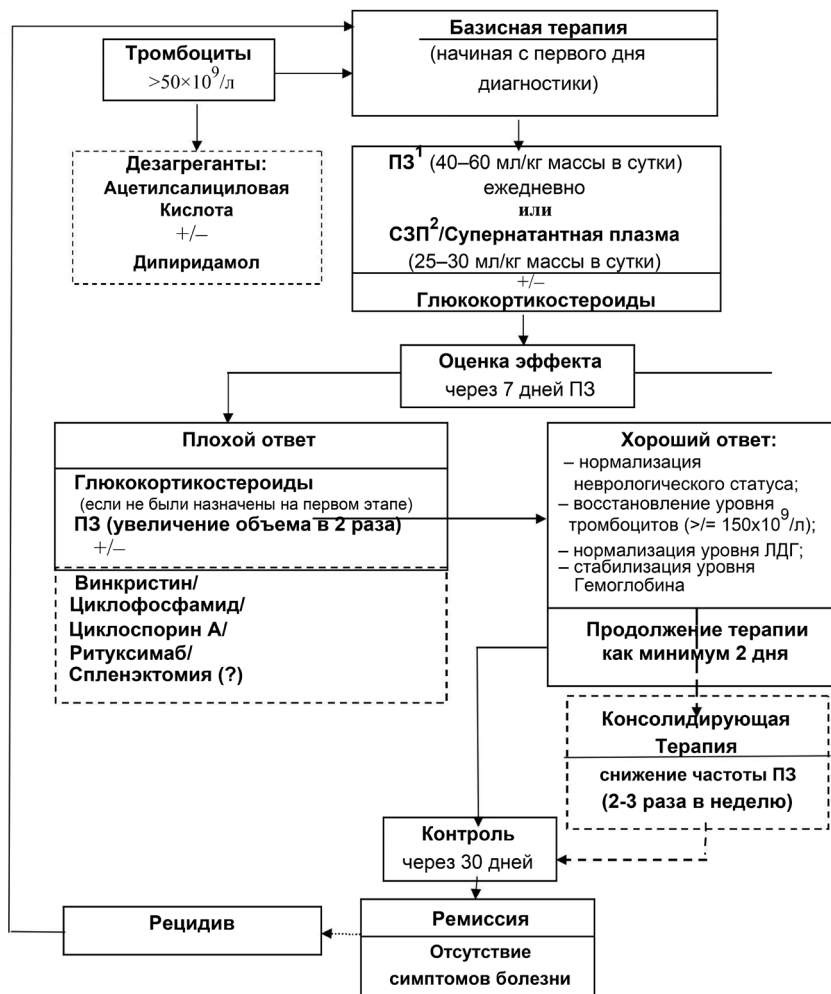 Базисная терапия
(начиная с первого дня
диагностики)
Тромбоциты
>50×10⁹/л
Дезагреганты:
Ацетилсалициловая
Кислота
+/–
Дипиридамол
ПЗ¹ (40–60 мл/кг массы в сутки)
ежедневно
или
СЗП²/Супернатантная плазма
(25–30 мл/кг массы в сутки)
+/–
Глюкокортикостероиды
Оценка эффекта
через 7 дней ПЗ
Плохой ответ
Глюкокортикостероиды
(если не были назначены на первом этапе)
ПЗ (увеличение объема в 2 раза)
+/–
Винкристин/
Циклофосфамид/
Циклоспорин А/
Ритуксимаб/
Спленэктомия (?)
Хороший ответ:
– нормализация
неврологического статуса;
– восстановление уровня
тромбоцитов (>/= 150х10⁹/л);
– нормализация уровня ЛДГ;
– стабилизация уровня
Гемоглобина
Продолжение терапии
как минимум 2 дня
Консолидирующая
Терапия
снижение частоты ПЗ
(2-3 раза в неделю)
Контроль
через 30 дней
Ремиссия
Отсутствие
симптомов болезни
Рецидив